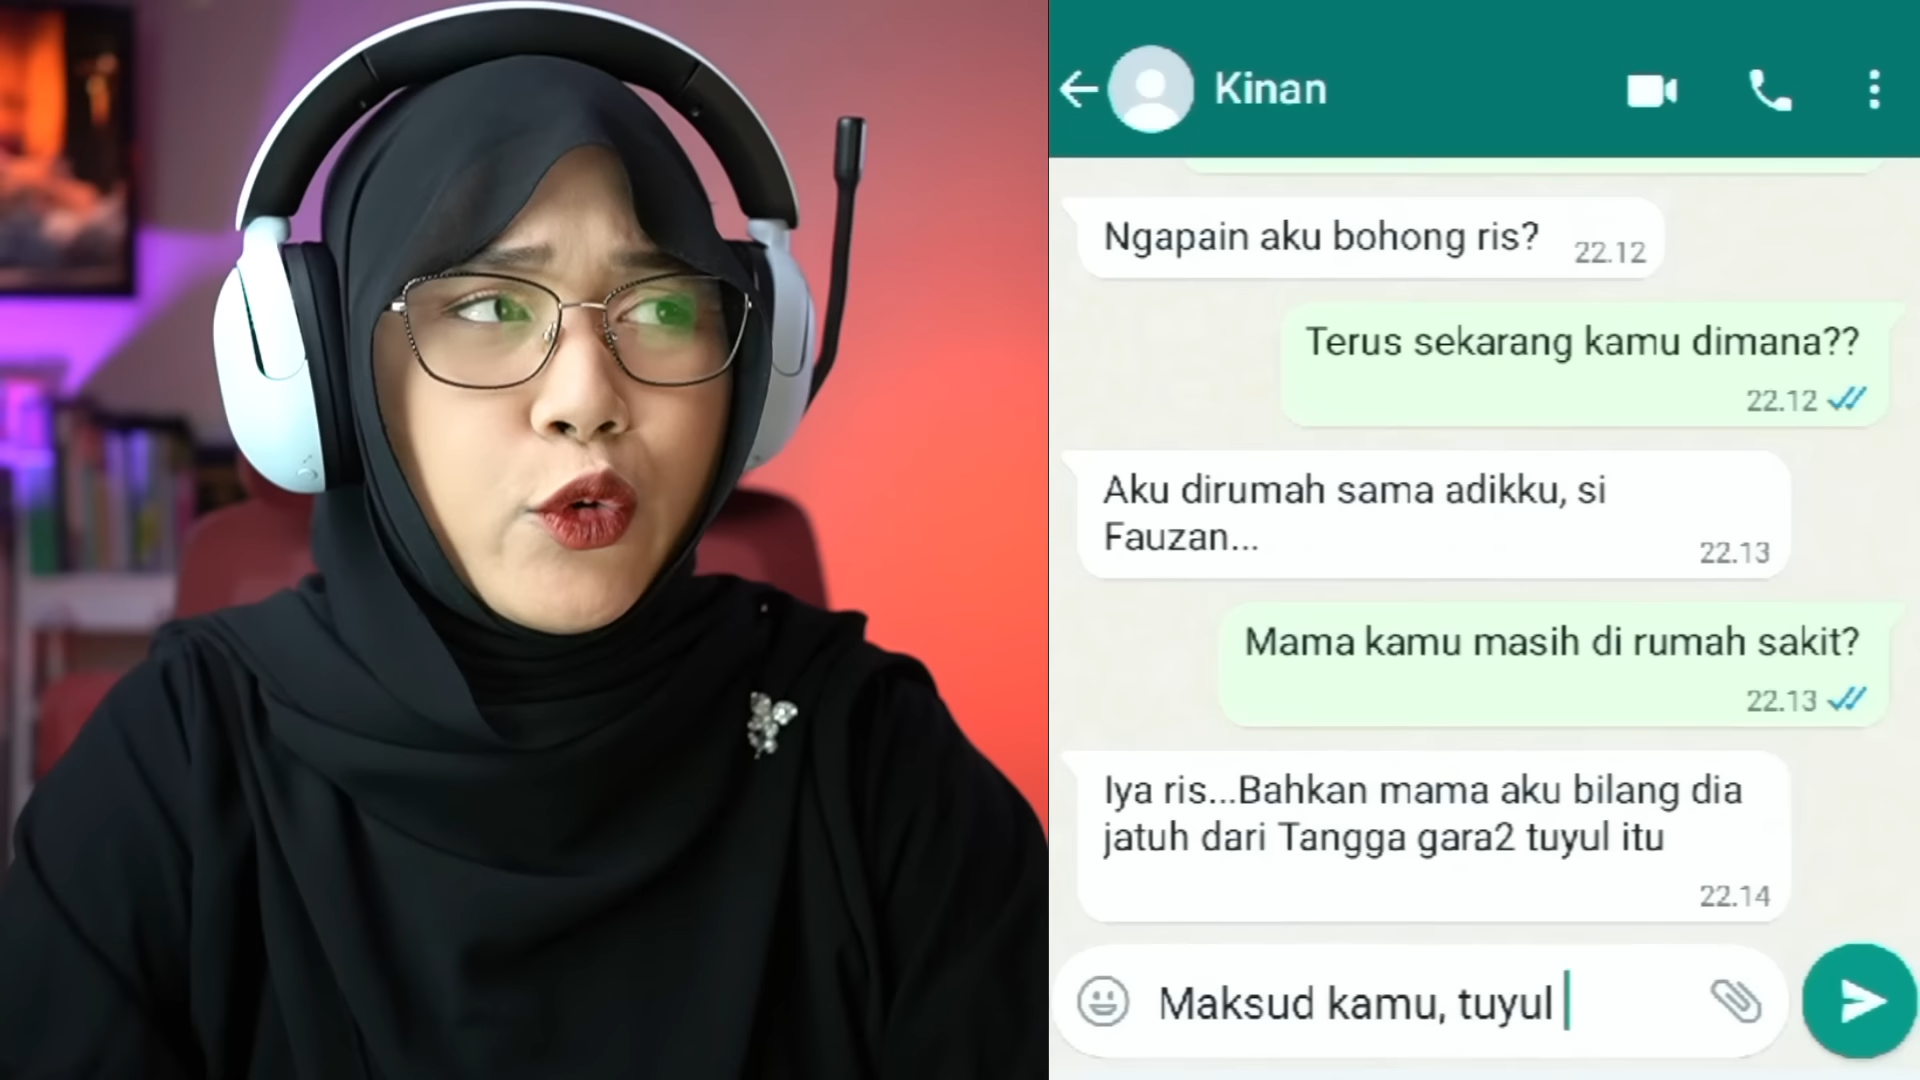 Kinan
Ngapain aku bohong ris?
22.12
Terus sekarang kamu dimana??
22.12
Aku dirumah sama adikku, si
Fauzan...
22.13
Mama kamu masih di rumah sakit?
22.13
Iya ris...Bahkan mama aku bilang dia
jatuh dari Tangga gara2 tuyul itu
22.14
Maksud kamu, tuyul